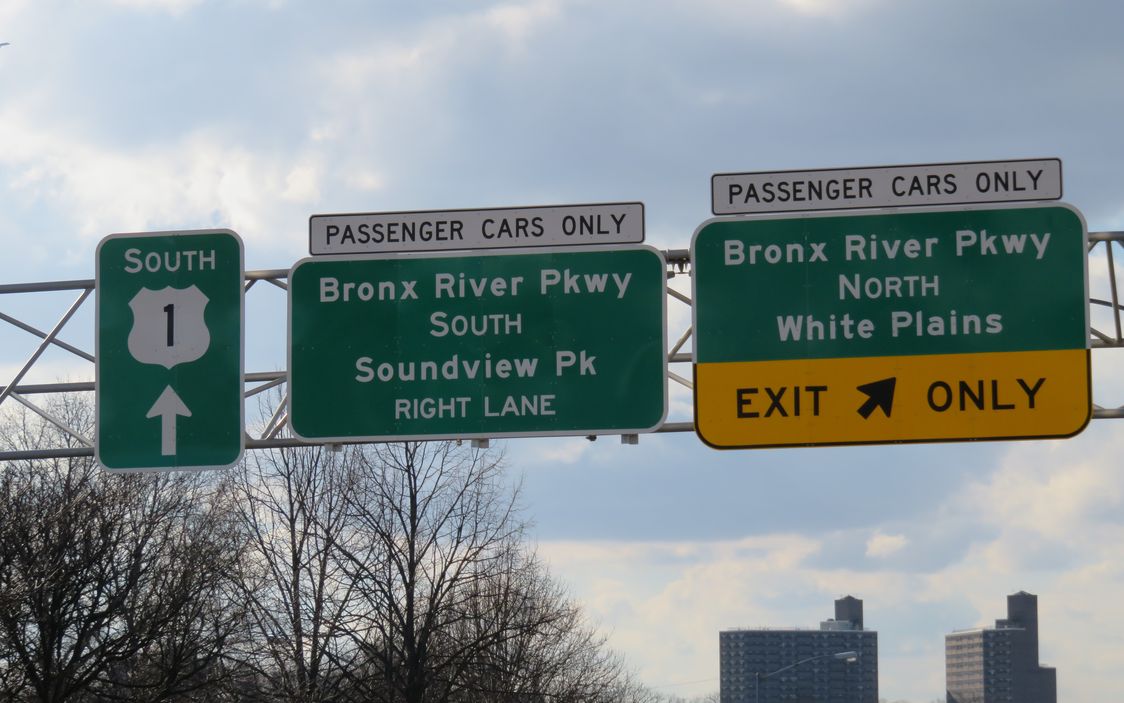 SOUTH
1
PASSENGER CARS ONLY
Bronx River Pkwy
SOUTH
Soundview Pk
RIGHT LANE
PASSENGER CARS ONLY
Bronx River Pkwy
NORTH
White Plains
EXIT ONLY